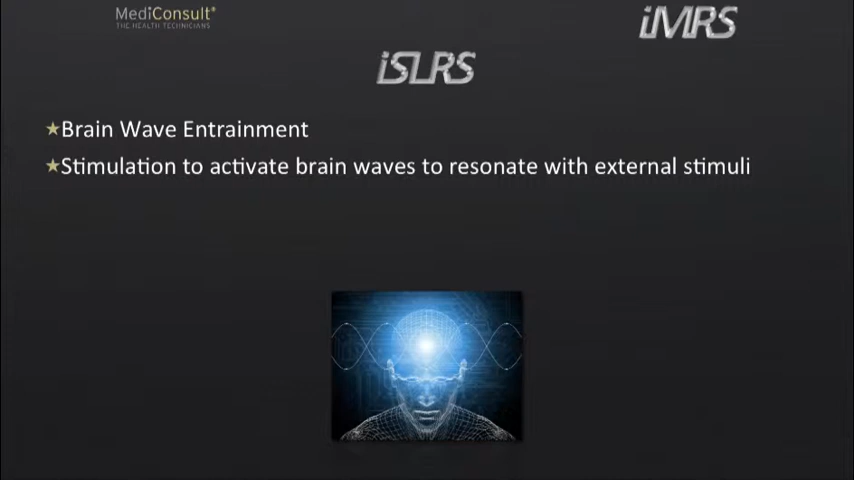 MediConsult®
THE HEALTH TECHNICIANS
iMRS
iSLRS
★Brain Wave Entrainment
★Stimulation to activate brain waves to resonate with external stimuli